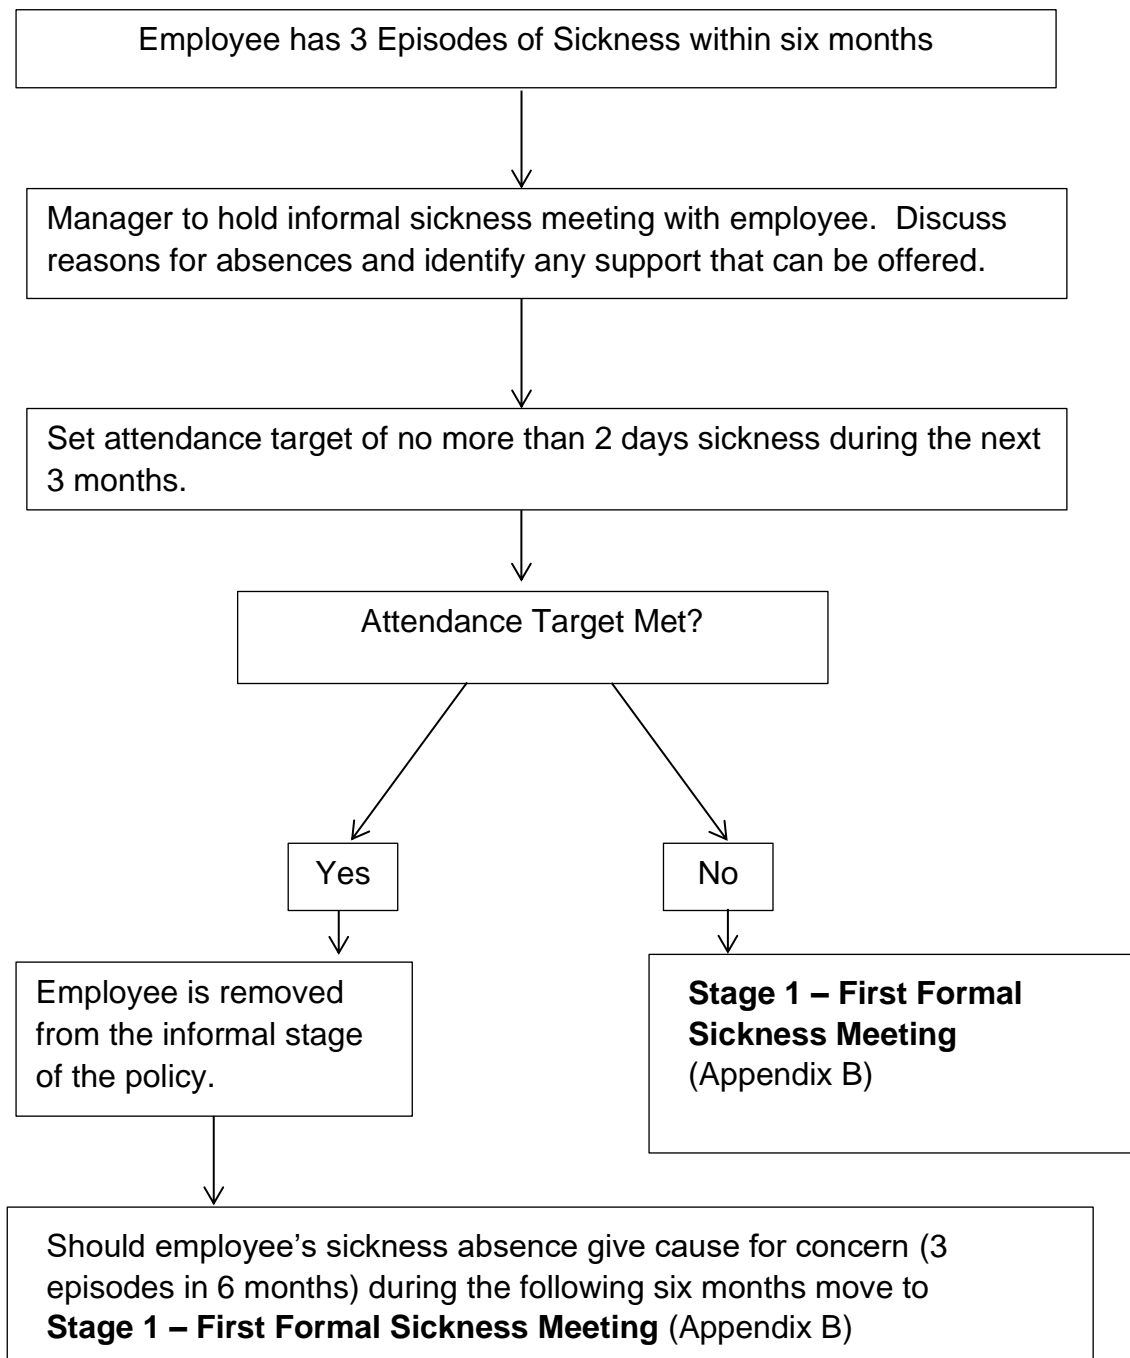 Employee has 3 Episodes of Sickness within six months
Manager to hold informal sickness meeting with employee.  Discuss
reasons for absences and identify any support that can be offered.
Set attendance target of no more than 2 days sickness during the next
3 months.
Attendance Target Met?
Yes
No
Employee is removed
from the informal stage
of the policy.
Stage 1 – First Formal
Sickness Meeting
(Appendix B)
Should employee’s sickness absence give cause for concern (3
episodes in 6 months) during the following six months move to
Stage 1 – First Formal Sickness Meeting (Appendix B)